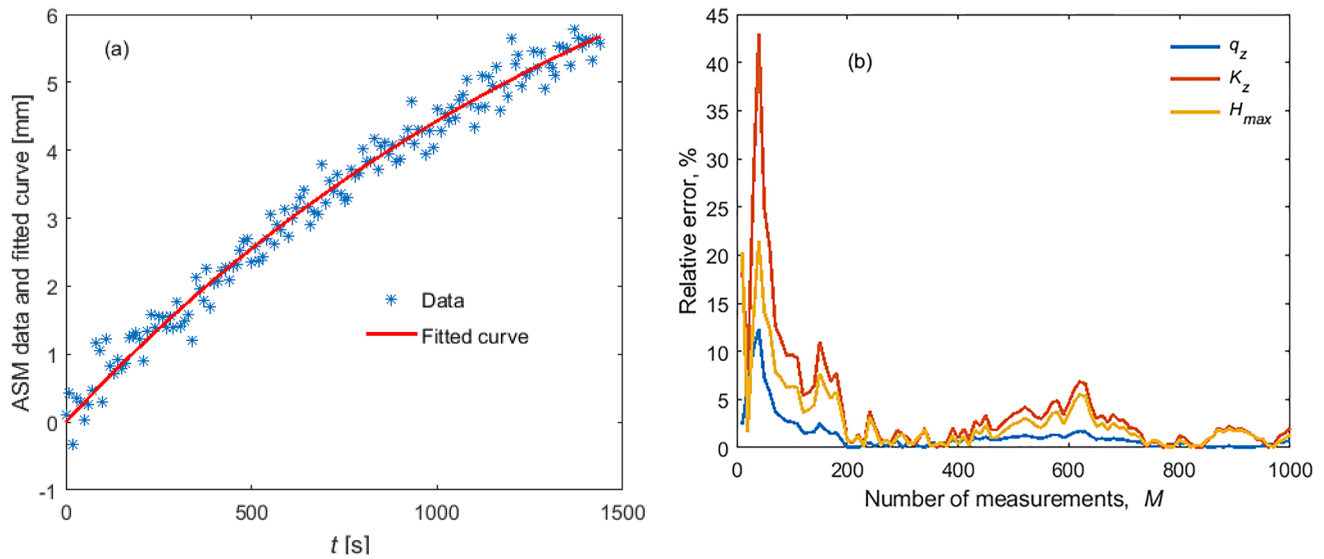 (a)
ASM data and fitted curve [mm]
6
5
4
3
2
1
0
-1
0
500
1000
1500
t [s]
Data
Fitted curve
(b)
Relative error, %
45
40
35
30
25
20
15
10
5
0
0
200
400
600
800
1000
Number of measurements, M
q_z
K_z
H_max